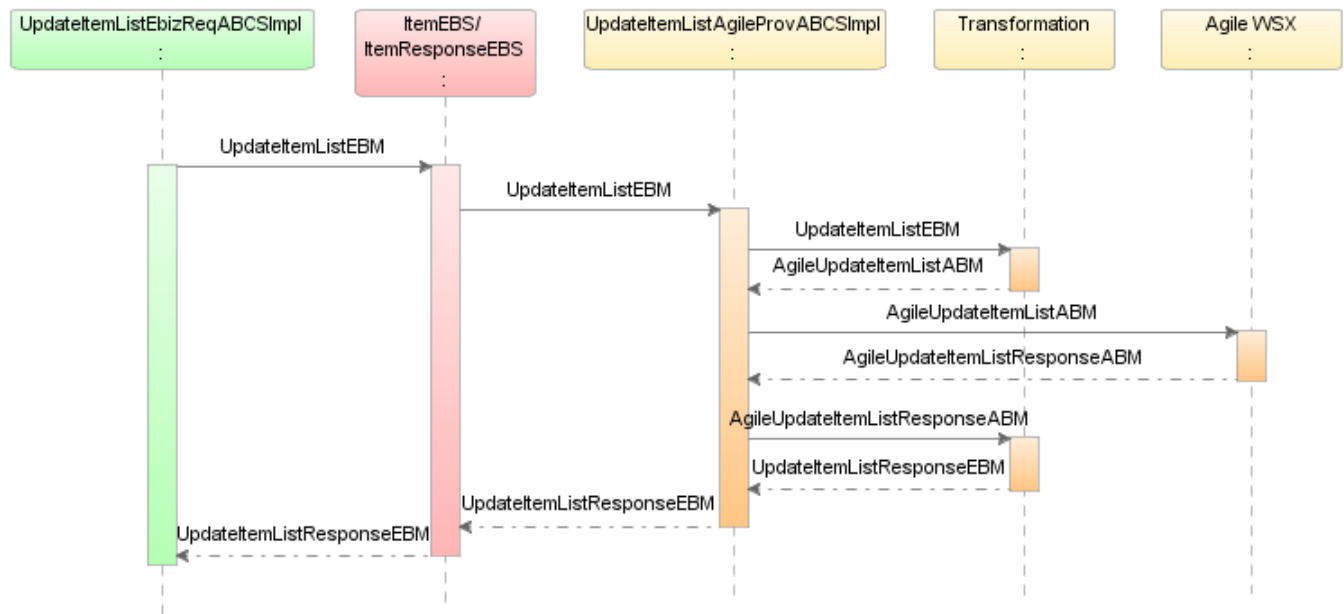 UpdateItemListEbizReqABCSImpl
:
ItemEBS/
ItemResponseEBS
:
UpdateItemListAgileProvABCSImpl
:
Transformation
:
Agile WSX
:
UpdateItemListEBM
UpdateItemListEBM
UpdateItemListEBM
AgileUpdateItemListABM
AgileUpdateItemListABM
AgileUpdateItemListResponseABM
AgileUpdateItemListResponseABM
UpdateItemListResponseEBM
UpdateItemListResponseEBM
UpdateItemListResponseEBM